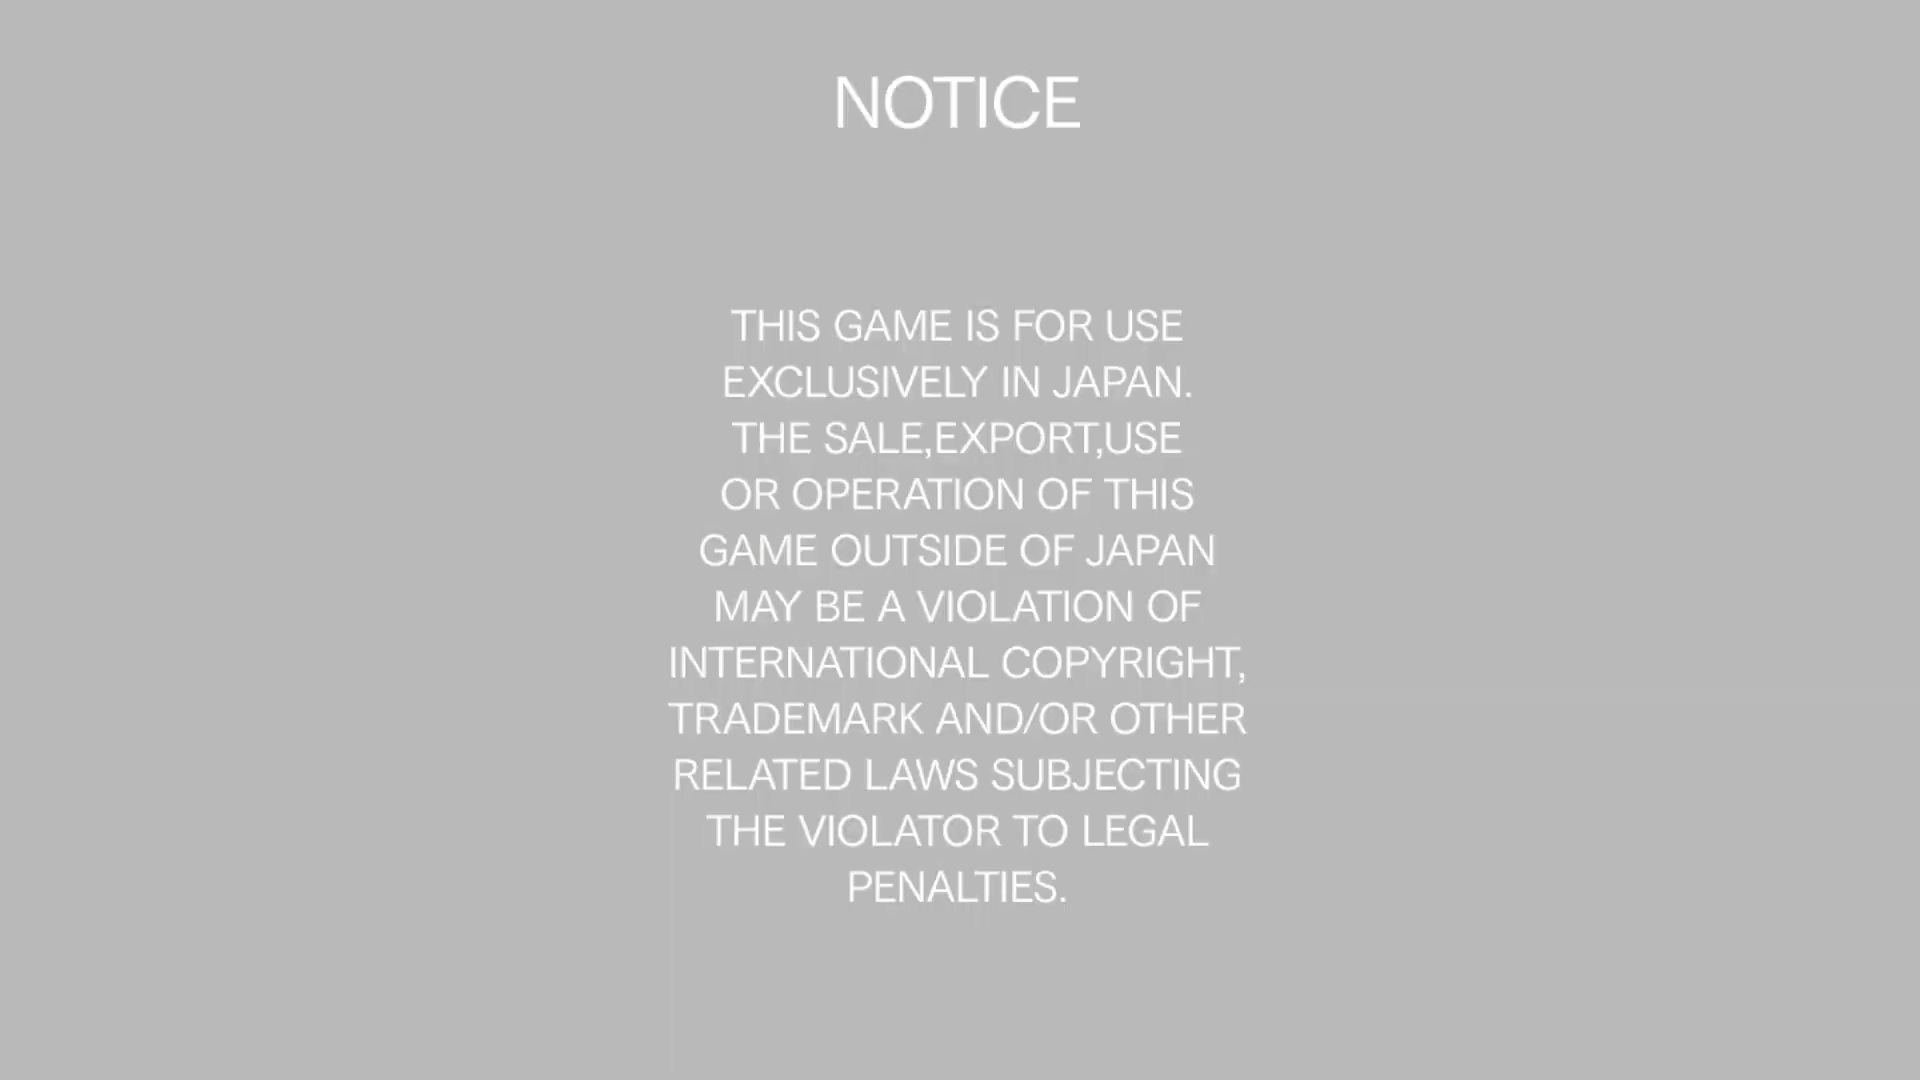 NOTICE
THIS GAME IS FOR USE
EXCLUSIVELY IN JAPAN.
THE SALE,EXPORT,USE
OR OPERATION OF THIS
GAME OUTSIDE OF JAPAN
MAY BE A VIOLATION OF
INTERNATIONAL COPYRIGHT,
TRADEMARK AND/OR OTHER
RELATED LAWS SUBJECTING
THE VIOLATOR TO LEGAL
PENALTIES.